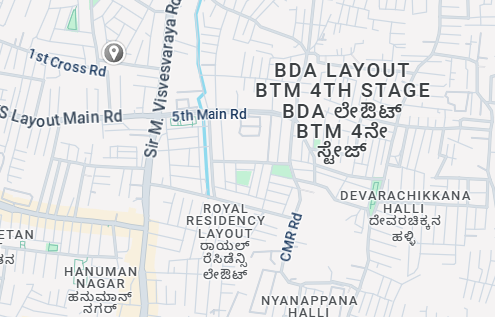 1st Cross Rd
Sir M. Visvesvaraya Rd
BDA LAYOUT
BTM 4TH STAGE
BDA ಲೇಔಟ್
BTM 4ನೇ
ಸ್ಟೇಜ್
S Layout Main Rd
5th Main Rd
DEVARACHIKKANA
HALLI
ದೇವರಚಿಕ್ಕನ
ಹಳ್ಳಿ
ROYAL
RESIDENCY
LAYOUT
ರಾಯಲ್
ರೆಸಿಡೆನ್ಸಿ
ಲೇಔಟ್
CMR Rd
ETAN
ತನ
HANUMAN
NAGAR
ಹನುಮಾನ್
ನಗರ್
NYANAPPANA
HALLI